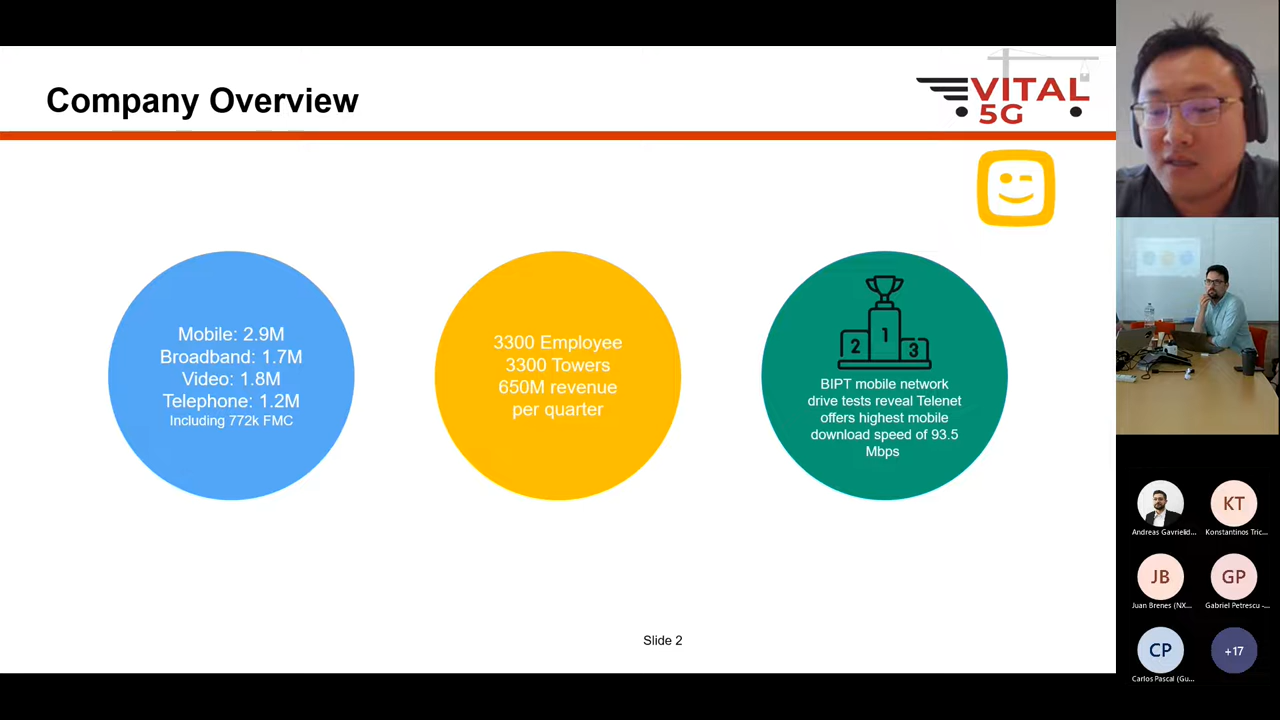 Company Overview
VITAL
5G
Mobile: 2.9M
Broadband: 1.7M
Video: 1.8M
Telephone: 1.2M
Including 772k FMC
3300 Employee
3300 Towers
650M revenue
per quarter
1
2
3
BIPT mobile network
drive tests reveal Telenet
offers highest mobile
download speed of 93.5
Mbps
Slide 2
KT
Andreas Gavrielid...
Konstantinos Tric...
JB
GP
Juan Brenes (NX...
Gabriel Petrescu -...
CP
+17
Carlos Pascal (Gu...